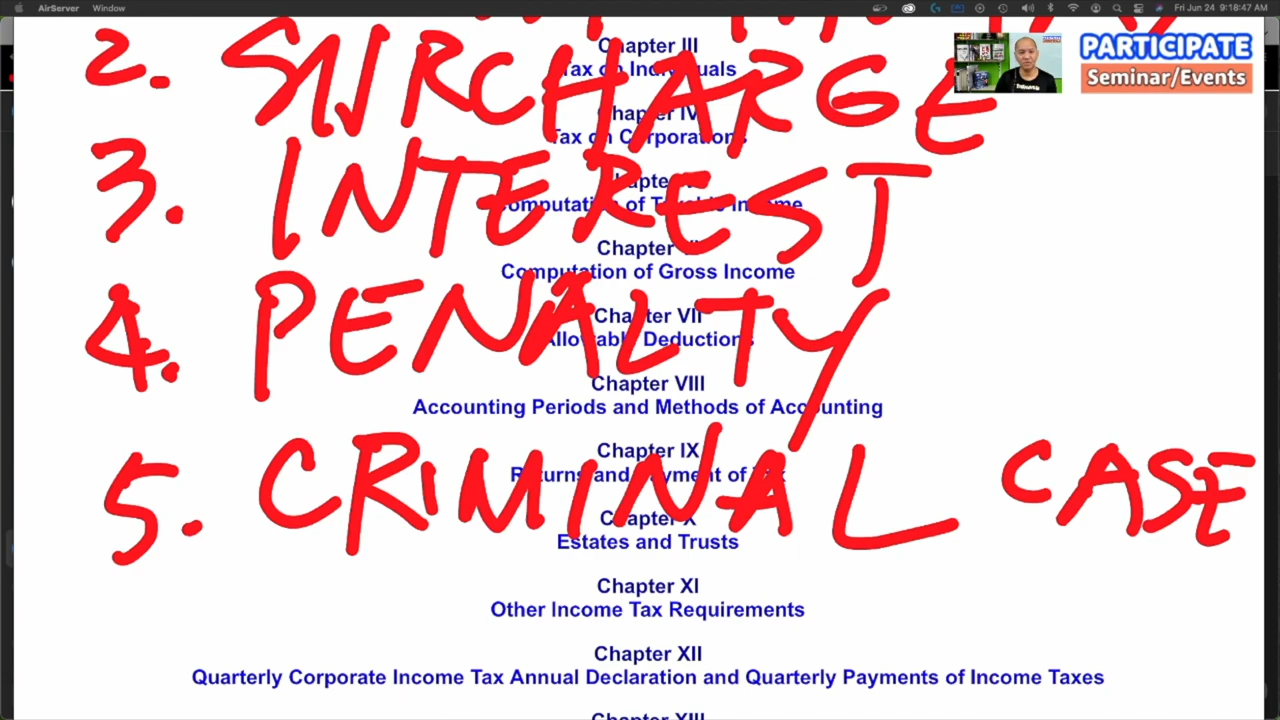 AirServer Window Fri Jun 24 9:18:47 AM
PARTICIPATE
Seminar/Events
Chapter III
Tax on Individuals
2. SURCHARGE
Chapter IV
Tax on Corporations
3. INTEREST
Computation of Taxable Income
Chapter VI
Computation of Gross Income
4. PENALTY
Chapter VII
Allowable Deductions
Chapter VIII
Accounting Periods and Methods of Accounting
5. CRIMINAL CASE
Chapter IX
Returns and Payment of Tax
Chapter X
Estates and Trusts
Chapter XI
Other Income Tax Requirements
Chapter XII
Quarterly Corporate Income Tax Annual Declaration and Quarterly Payments of Income Taxes
Chapter XIII